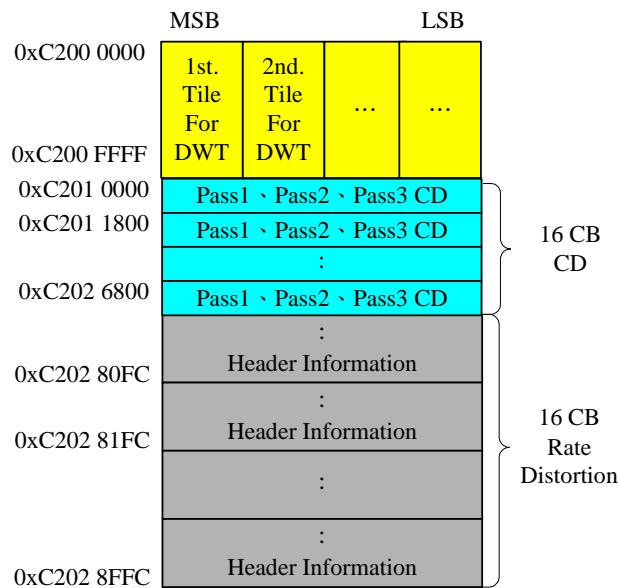 MSB LSB
0xC200 0000
1st. Tile For DWT
2nd. Tile For DWT
…
…
0xC200 FFFF
0xC201 0000
Pass1、Pass2、Pass3 CD
0xC201 1800
Pass1、Pass2、Pass3 CD
:
0xC202 6800
Pass1、Pass2、Pass3 CD
16 CB
CD
:
Header Information
0xC202 80FC
:
Header Information
0xC202 81FC
:
:
Header Information
0xC202 8FFC
16 CB
Rate
Distortion